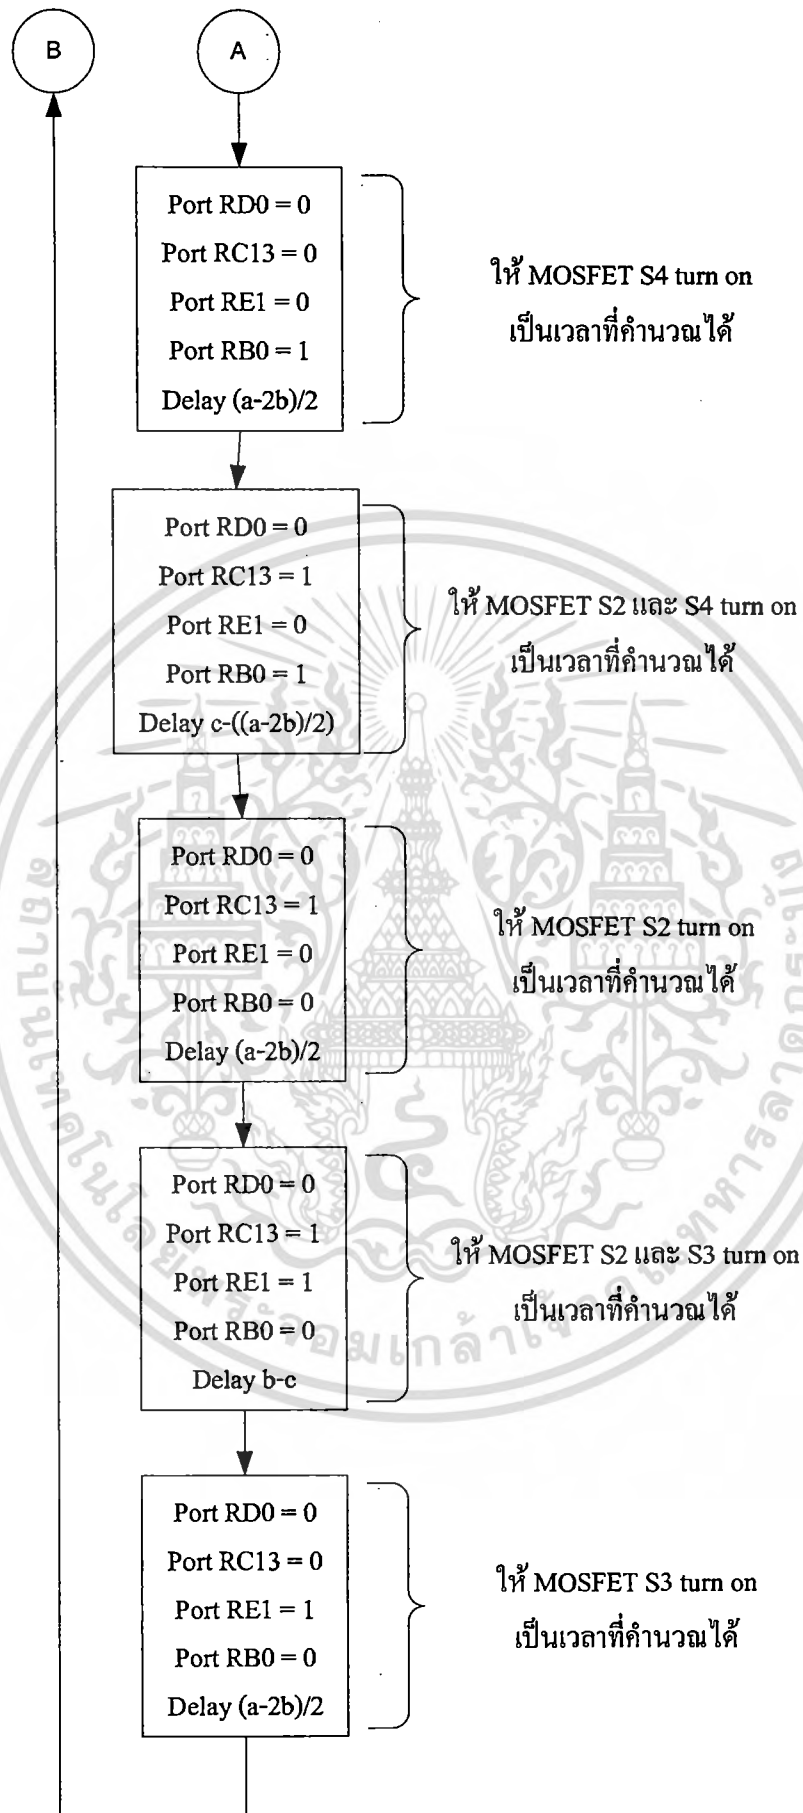 B
A
Port RD0 = 0
Port RC13 = 0
Port RE1 = 0
Port RB0 = 1
Delay (a-2b)/2
ให้ MOSFET S4 turn on
เป็นเวลาที่คำนวณได้
Port RD0 = 0
Port RC13 = 1
Port RE1 = 0
Port RB0 = 1
Delay c-((a-2b)/2)
ให้ MOSFET S2 และ S4 turn on
เป็นเวลาที่คำนวณได้
Port RD0 = 0
Port RC13 = 1
Port RE1 = 0
Port RB0 = 0
Delay (a-2b)/2
ให้ MOSFET S2 turn on
เป็นเวลาที่คำนวณได้
Port RD0 = 0
Port RC13 = 1
Port RE1 = 1
Port RB0 = 0
Delay b-c
ให้ MOSFET S2 และ S3 turn on
เป็นเวลาที่คำนวณได้
Port RD0 = 0
Port RC13 = 0
Port RE1 = 1
Port RB0 = 0
Delay (a-2b)/2
ให้ MOSFET S3 turn on
เป็นเวลาที่คำนวณได้